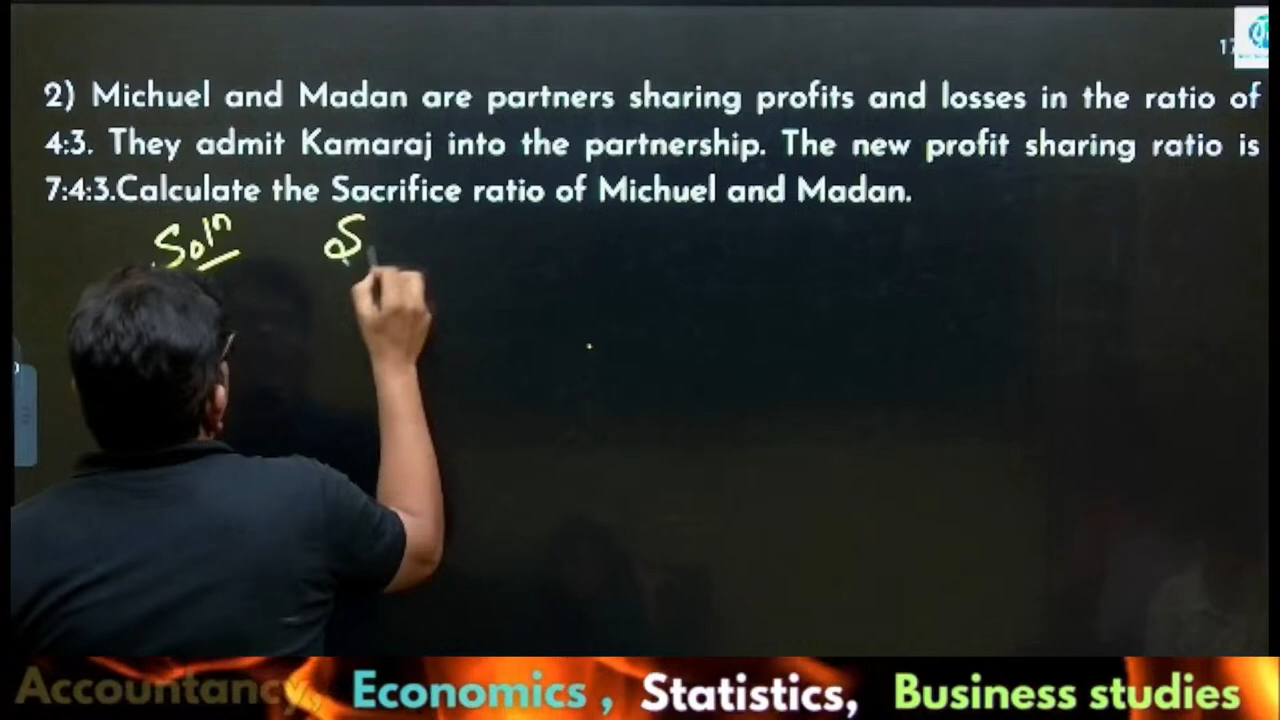 17
2) Michuel and Madan are partners sharing profits and losses in the ratio of
4:3. They admit Kamaraj into the partnership. The new profit sharing ratio is
7:4:3.Calculate the Sacrifice ratio of Michuel and Madan.
Soln S
Accountancy, Economics , Statistics, Business studies